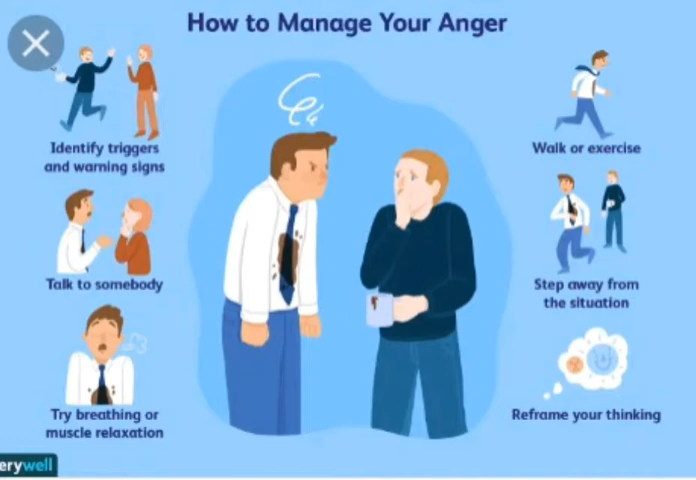 How to Manage Your Anger
Identify triggers
and warning signs
Talk to somebody
Try breathing or
muscle relaxation
Walk or exercise
Step away from
the situation
Reframe your thinking
erywell